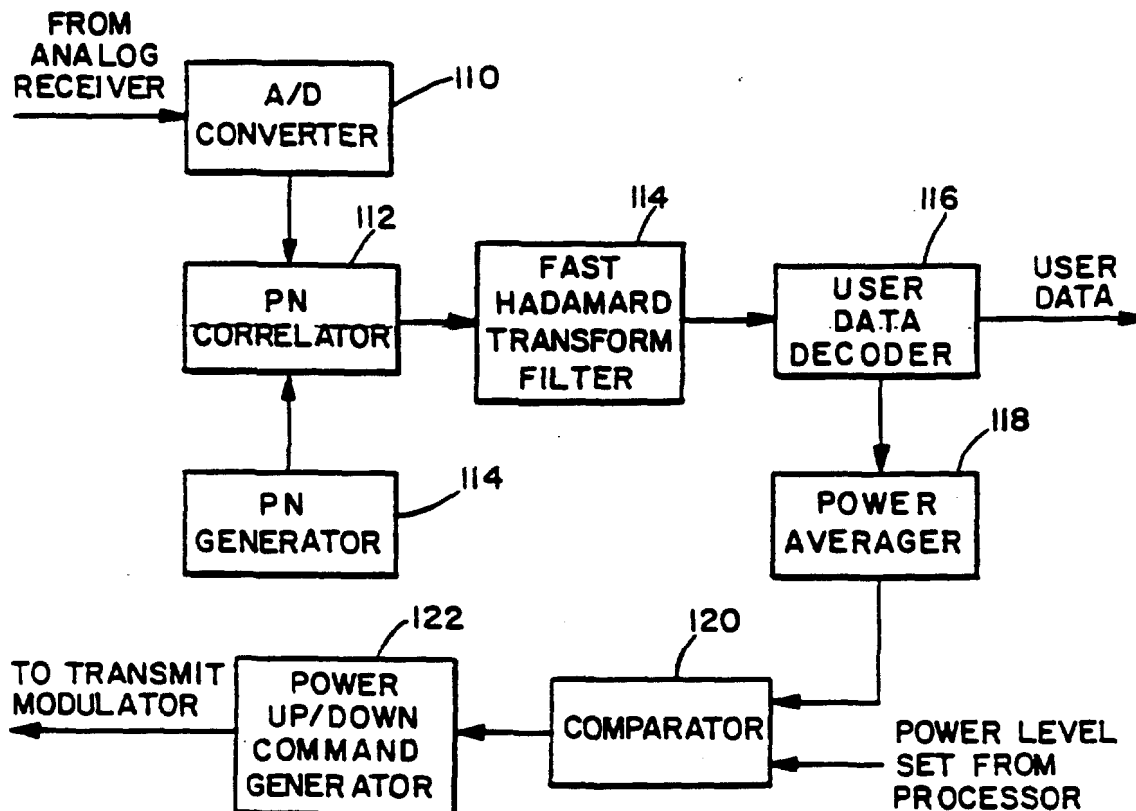 FROM
ANALOG
RECEIVER
A/D
CONVERTER
110
112
PN
CORRELATOR
114
FAST
HADAMARD
TRANSFORM
FILTER
116
USER
DATA
DECODER
USER
DATA
114
PN
GENERATOR
118
POWER
AVERAGER
TO TRANSMIT
MODULATOR
122
POWER
UP/DOWN
COMMAND
GENERATOR
120
COMPARATOR
POWER LEVEL
SET FROM
PROCESSOR